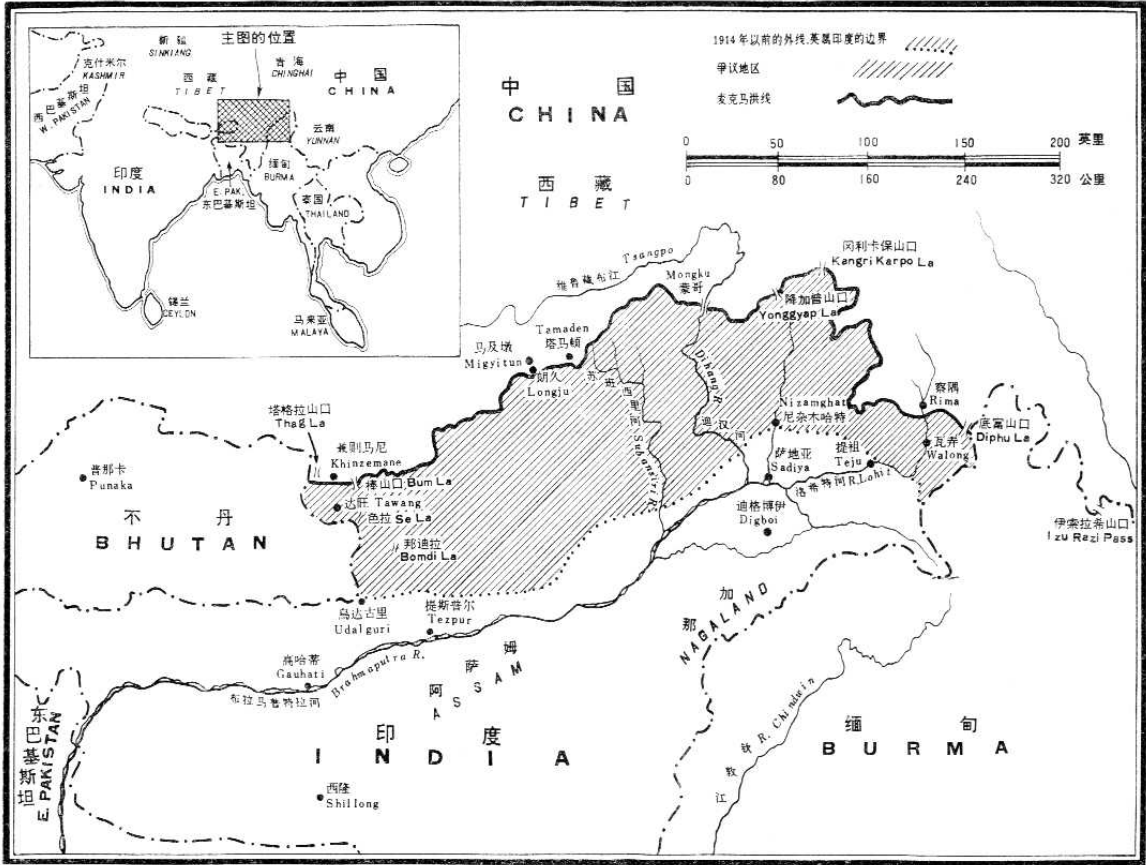 主图的位置
新疆
SINKIANG
克什米尔
KASHMIR
青海
CHINGHAI
西藏
TIBET
中国
CHINA
西巴基斯坦
W. PAKISTAN
云南
YUNNAN
印度
INDIA
缅甸
BURMA
E. PAK.
东巴基斯坦
泰国
THAILAND
锡兰
CEYLON
马来亚
MALAYA
1914年以前的外线,英属印度的边界
争议地区
麦克马洪线
0 50 100 150 200 英里
0 80 160 240 320 公里
中国
CHINA
西藏
TIBET
雅鲁藏布江 Tsangpo
冈利卡保山口
Kangri Karpo La
Mongku
蒙哥
降加普山口
Yonggyap La
Tamaden
塔马顿
马及墩
Migyitun
朗久
Longju
苏班西里河 Subansiri R.
Dihang R.
迪汉河
Nizamghat
尼杂木哈特
察隅
Rima
底富山口
Diphu La
瓦弄
Walong
塔格拉山口
Thag La
兼则马尼
Khinzemane
棒山口 Bum La
达旺 Tawang
色拉 Se La
邦迪拉
Bomdi La
萨地亚
Sadiya
提祖
Teju
洛希特河 R. Lohit
普那卡
Punaka
不丹
BHUTAN
迪格博伊
Digboi
伊索拉希山口
Izu Razi Pass
乌达古里
Udalguri
提斯普尔
Tezpur
高哈蒂
Gauhati
Brahmaputra R.
布拉马普特拉河
阿萨姆
ASSAM
那加
NAGALAND
东巴基斯坦
E. PAKISTAN
印度
INDIA
西隆
Shillong
钦敦江 R. Chindwin
缅甸
BURMA